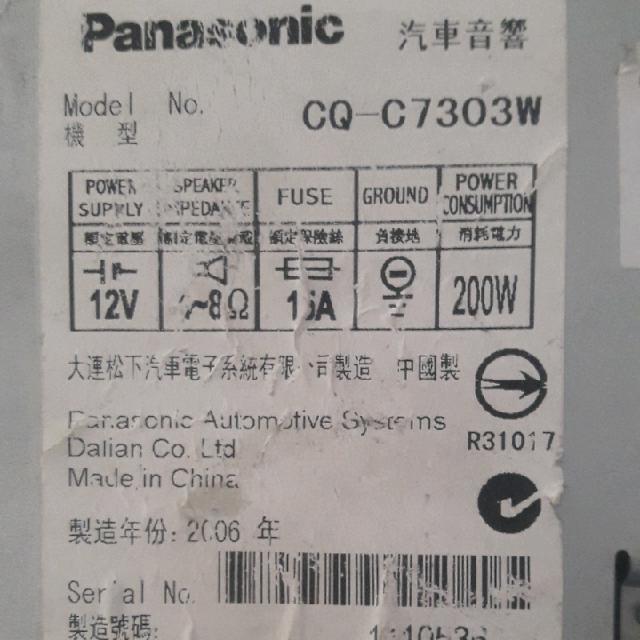 Panasonic 汽車音響
Model No. CQ-C7303W
機型
POWER SUPPLY SPEAKER IMPEDANCE FUSE GROUND POWER CONSUMPTION
額定電壓 額定保險絲 負接地 消耗電力
12V ~8Ω 15A 200W
大連松下汽車電子系統有限公司製造 中國製
Panasonic Automotive Systems
Dalian Co. Ltd
R31017
Made in China
製造年份: 2006 年
Serial No.
製造號碼: